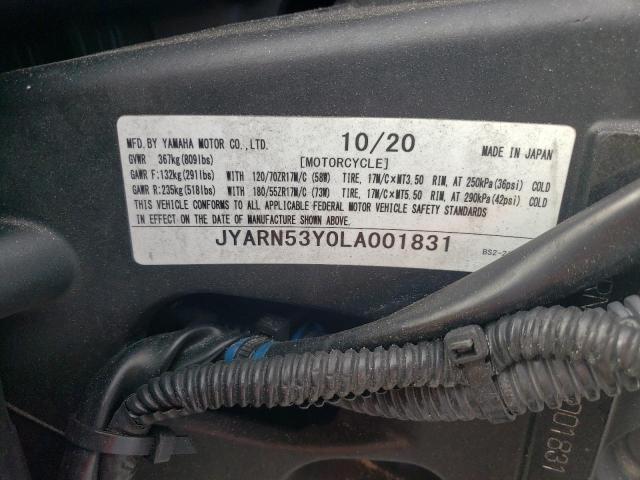 MFD.BY YAMAHA MOTOR CO.,LTD. 10/20 MADE IN JAPAN
GVWR 367kg(809lbs) [MOTORCYCLE]
GAWR F:132kg(291lbs) WITH 120/70ZR17M/C (58W) TIRE, 17M/C×MT3.50 RIM, AT 250kPa(36psi) COLD
GAWR R:235kg(518lbs) WITH 180/55ZR17M/C (73W) TIRE, 17M/C×MT5.50 RIM, AT 290kPa(42psi) COLD
THIS VEHICLE CONFORMS TO ALL APPLICABLE FEDERAL MOTOR VEHICLE SAFETY STANDARDS
IN EFFECT ON THE DATE OF MANUFACTURE SHOWN ABOVE.
JYARN53Y0LA001831
001831